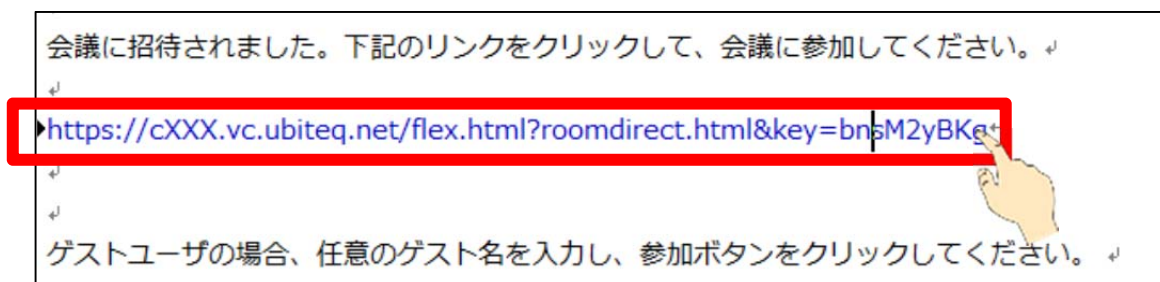 会議に招待されました。下記のリンクをクリックして、会議に参加してください。
https://cXXX.vc.ubiteq.net/flex.html?roomdirect.html&key=bnsM2yBKg
ゲストユーザの場合、任意のゲスト名を入力し、参加ボタンをクリックしてください。